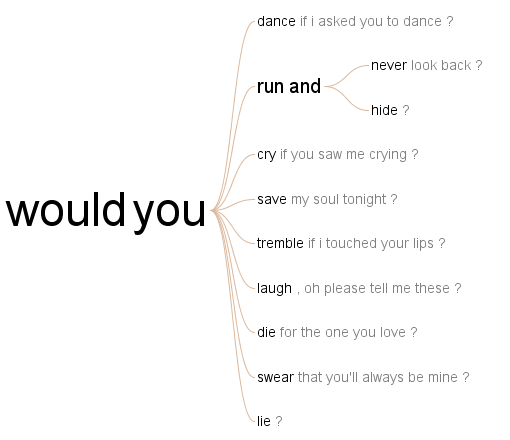 would you
dance if i asked you to dance ?
run and
never look back ?
hide ?
cry if you saw me crying ?
save my soul tonight ?
tremble if i touched your lips ?
laugh , oh please tell me these ?
die for the one you love ?
swear that you'll always be mine ?
lie ?